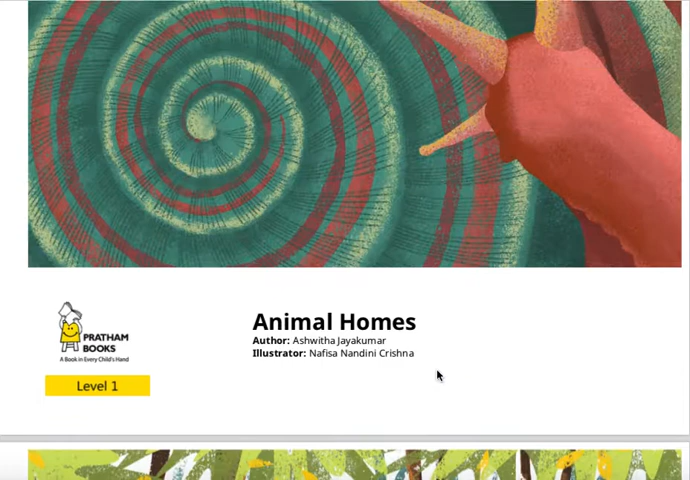 PRATHAM
BOOKS
A Book in Every Child's Hand
Level 1
Animal Homes
Author: Ashwitha Jayakumar
Illustrator: Nafisa Nandini Crishna